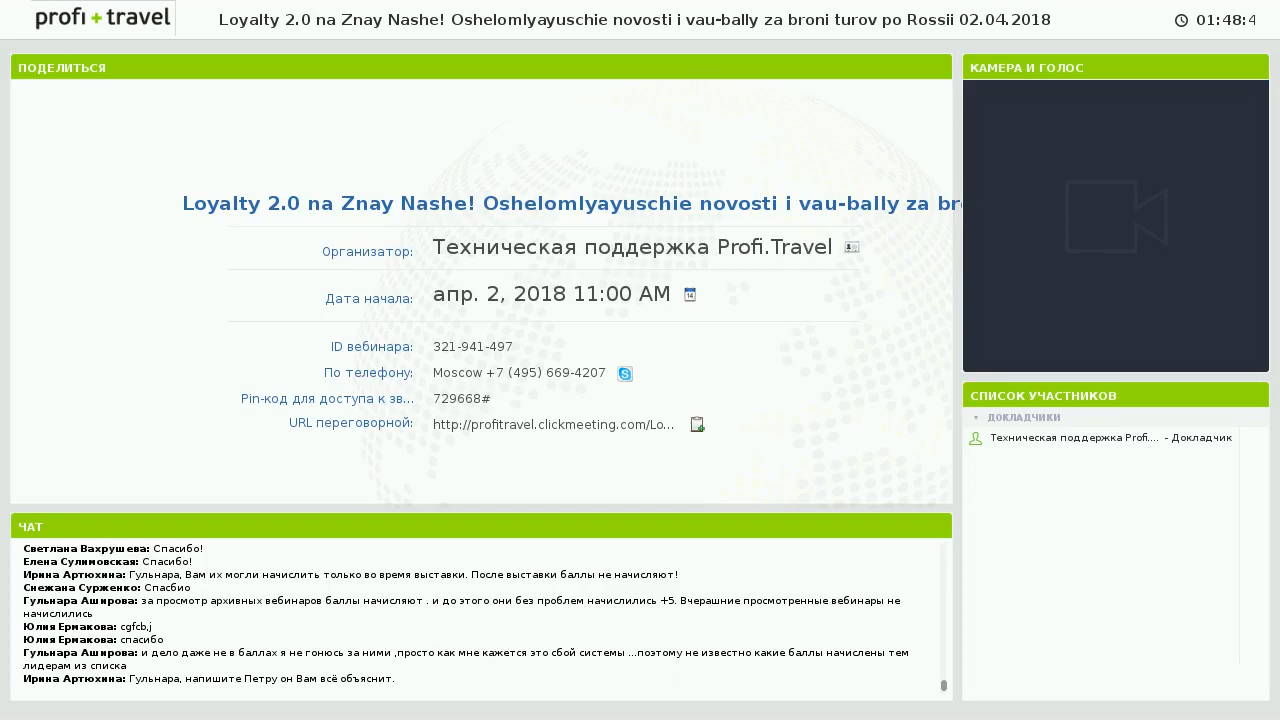 profi + travel
Loyalty 2.0 na Znay Nashe! Oshelomlyayuschie novosti i vau-bally za broni turov po Rossii 02.04.2018
01:48:4
ПОДЕЛИТЬСЯ
Loyalty 2.0 na Znay Nashe! Oshelomlyayuschie novosti i vau-bally za bro
Организатор: Техническая поддержка Profi.Travel
Дата начала: апр. 2, 2018 11:00 AM
14
ID вебинара: 321-941-497
По телефону: Moscow +7 (495) 669-4207
Pin-код для доступа к зв... 729668#
URL переговорной: http://profitravel.clickmeeting.com/Lo...
КАМЕРА И ГОЛОС
СПИСОК УЧАСТНИКОВ
ДОКЛАДЧИКИ
Техническая поддержка Profi.... - Докладчик
ЧАТ
Светлана Вахрушева: Спасибо!
Елена Сулимовская: Спасибо!
Ирина Артюхина: Гульнара, Вам их могли начислить только во время выставки. После выставки баллы не начисляют!
Снежана Сурженко: Спасбио
Гульнара Аширова: за просмотр архивных вебинаров баллы начисляют . и до этого они без проблем начислились +5. Вчерашние просмотренные вебинары не
начислились
Юлия Ермакова: cgfcb,j
Юлия Ермакова: спасибо
Гульнара Аширова: и дело даже не в баллах я не гонюсь за ними ,просто как мне кажется это сбой системы ...поэтому не известно какие баллы начислены тем
лидерам из списка
Ирина Артюхина: Гульнара, напишите Петру он Вам всё объяснит.